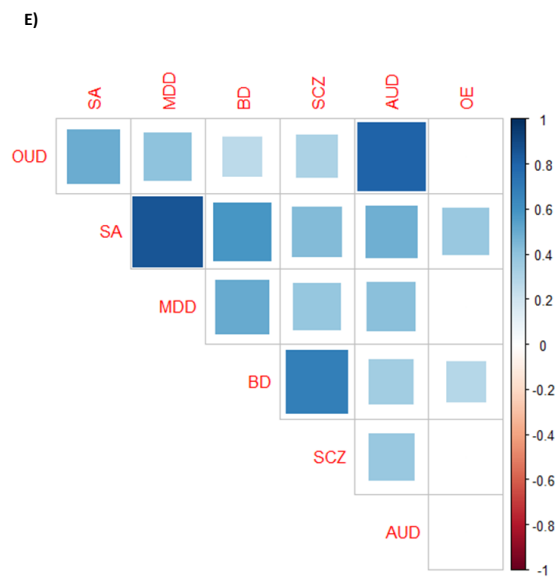 E)
SA MDD BD SCZ AUD OE
OUD
SA
MDD
BD
SCZ
AUD
1
0.8
0.6
0.4
0.2
0
-0.2
-0.4
-0.6
-0.8
-1